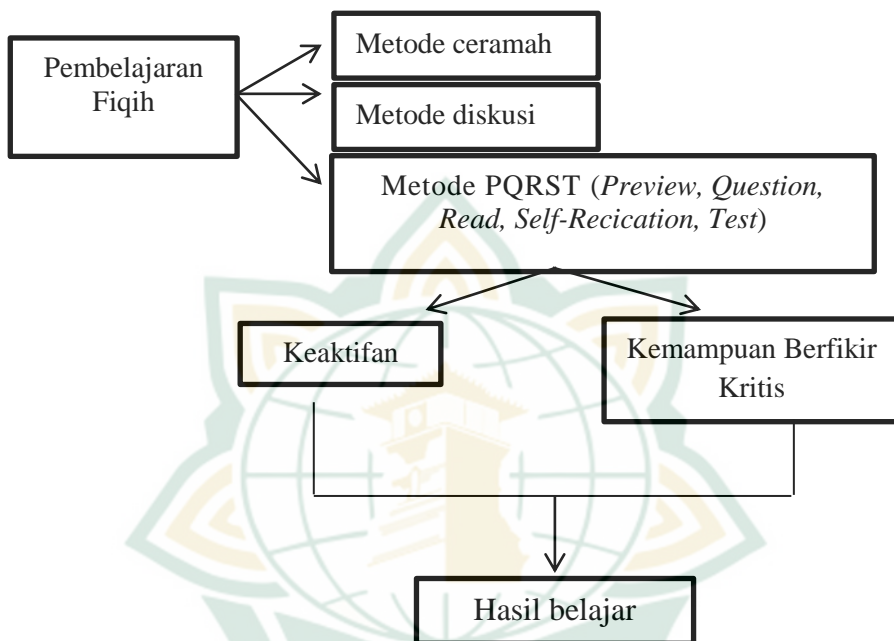 Pembelajaran
Fiqih
Metode ceramah
Metode diskusi
Metode PQRST (Preview, Question,
Read, Self-Recication, Test)
Keaktifan
Kemampuan Berfikir
Kritis
Hasil belajar